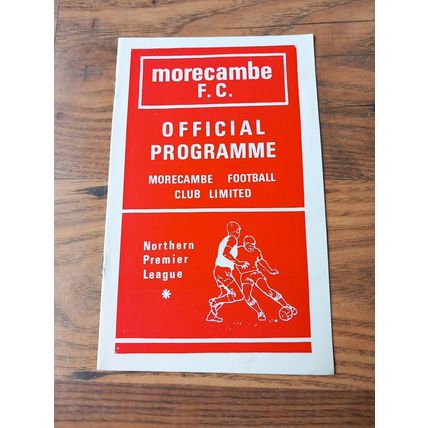 morecambe
F.C.
OFFICIAL
PROGRAMME
MORECAMBE FOOTBALL
CLUB LIMITED
Northern
Premier
League
*